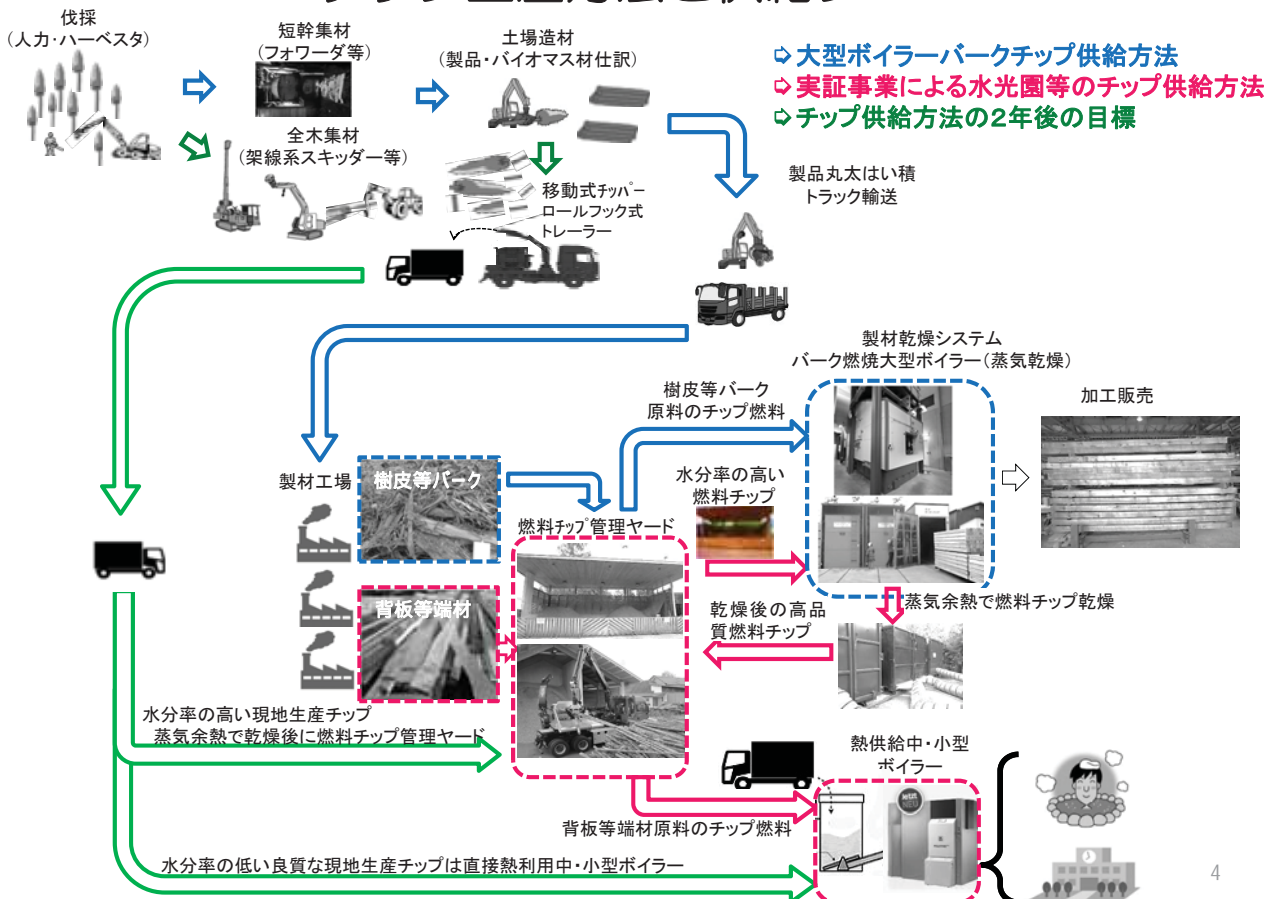 伐採
(人力・ハーベスタ)
短幹集材
(フォワーダ等)
土場造材
(製品・バイオマス材仕訳)
⇨大型ボイラーバークチップ供給方法
⇨実証事業による水光園等のチップ供給方法
⇨チップ供給方法の2年後の目標
全木集材
(架線系スキッダー等)
移動式チッパー
ロールフック式
トレーラー
製品丸太はい積
トラック輸送
製材乾燥システム
バーク燃焼大型ボイラー(蒸気乾燥)
樹皮等バーク
原料のチップ燃料
加工販売
製材工場
樹皮等バーク
水分率の高い
燃料チップ
燃料チップ管理ヤード
背板等端材
乾燥後の高品
質燃料チップ
蒸気余熱で燃料チップ乾燥
水分率の高い現地生産チップ
蒸気余熱で乾燥後に燃料チップ管理ヤード
熱供給中・小型
ボイラー
jetzt
NEU
背板等端材原料のチップ燃料
水分率の低い良質な現地生産チップは直接熱利用中・小型ボイラー
4